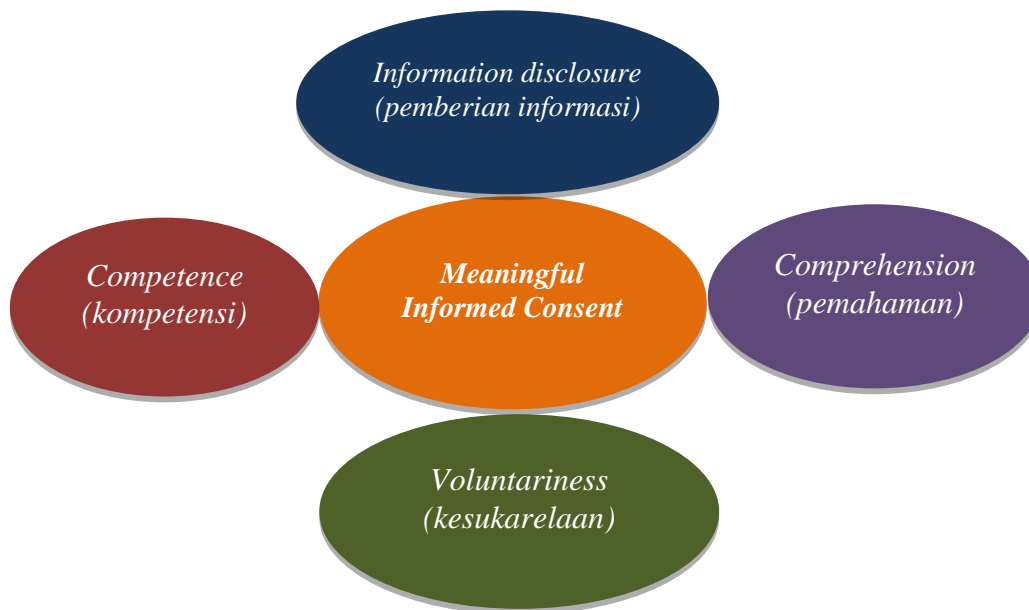 Information disclosure
(pemberian informasi)
Competence
(kompetensi)
Meaningful
Informed Consent
Comprehension
(pemahaman)
Voluntariness
(kesukarelaan)